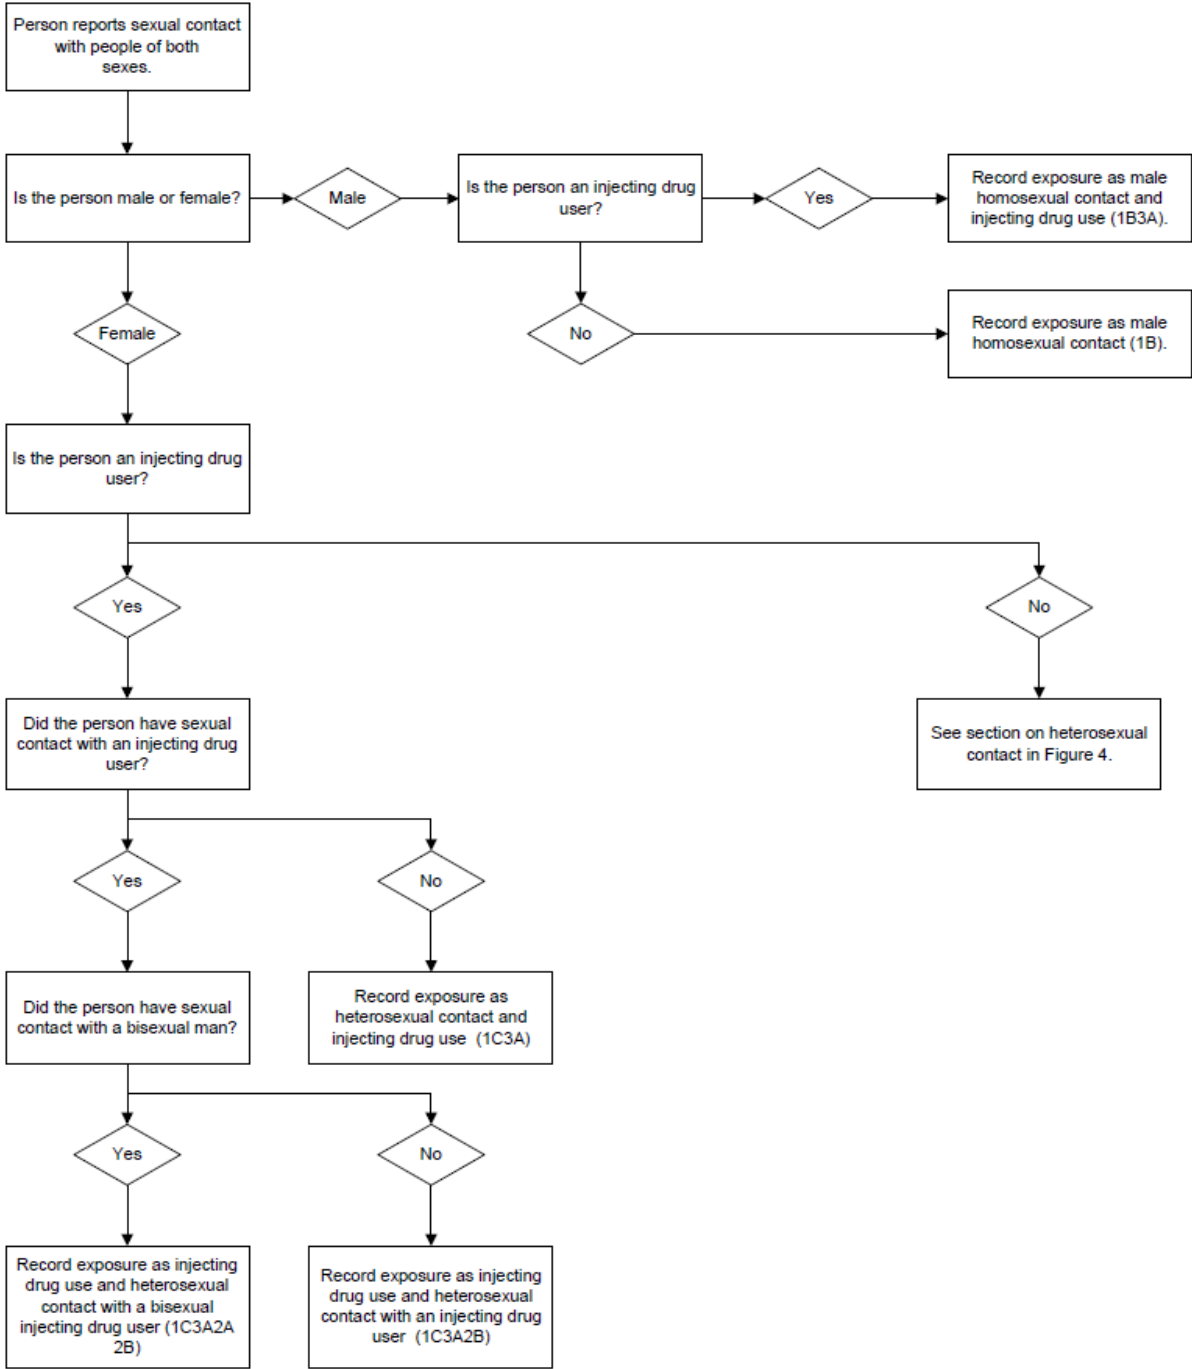 Person reports sexual contact
with people of both
sexes.
Is the person male or female?
Male
Is the person an injecting drug
user?
Yes
Record exposure as male
homosexual contact and
injecting drug use (1B3A).
Female
No
Record exposure as male
homosexual contact (1B).
Is the person an injecting drug
user?
Yes
No
Did the person have sexual
contact with an injecting drug
user?
See section on heterosexual
contact in Figure 4.
Yes
No
Did the person have sexual
contact with a bisexual man?
Record exposure as
heterosexual contact and
injecting drug use (1C3A)
Yes
No
Record exposure as injecting
drug use and heterosexual
contact with a bisexual
injecting drug user (1C3A2A
2B)
Record exposure as injecting
drug use and heterosexual
contact with an injecting drug
user (1C3A2B)